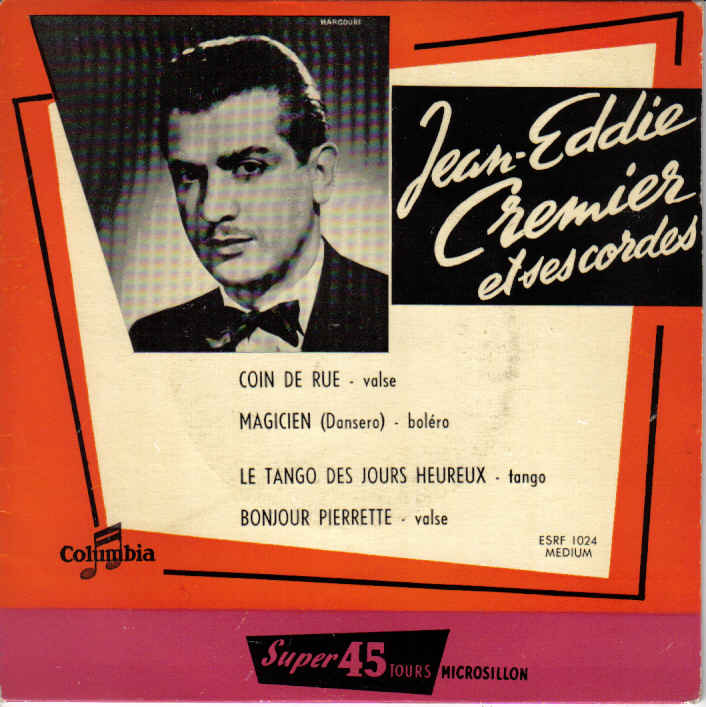 HARCOURT
Jean-Eddie
Cremier
et ses cordes
COIN DE RUE - valse
MAGICIEN (Dansero) - boléro
LE TANGO DES JOURS HEUREUX - tango
BONJOUR PIERRETTE - valse
ESRF 1024
MEDIUM
Columbia
Super 45 TOURS MICROSILLON